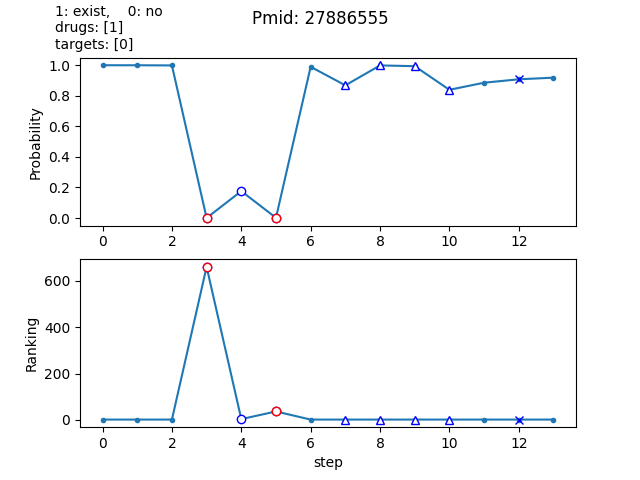 1: exist,    0: no
drugs: [1]
targets: [0]
Pmid: 27886555
Probability
1.0
0.8
0.6
0.4
0.2
0.0
0 2 4 6 8 10 12
Ranking
600
400
200
0
0 2 4 6 8 10 12
step